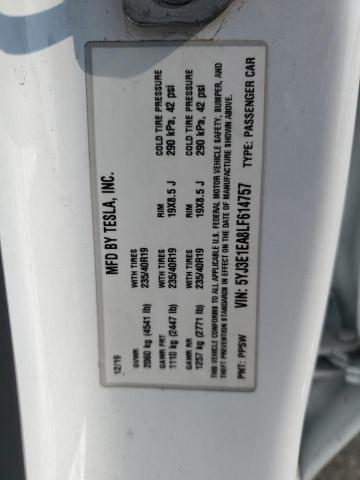 MFD BY TESLA, INC.
12/19
GVWR
2060 kg (4541 lb)
WITH TIRES
235/40R19
RIM
19X8.5 J
COLD TIRE PRESSURE
290 kPa, 42 psi
GAWR FRT
1110 kg (2447 lb)
WITH TIRES
235/40R19
GAWR RR
1257 kg (2771 lb)
WITH TIRES
235/40R19
RIM
19X8.5 J
COLD TIRE PRESSURE
290 kPa, 42 psi
THIS VEHICLE CONFORMS TO ALL APPLICABLE U.S. FEDERAL MOTOR VEHICLE SAFETY, BUMPER, AND
THEFT PREVENTION STANDARDS IN EFFECT ON THE DATE OF MANUFACTURE SHOWN ABOVE.
VIN: 5YJ3E1EA8LF614757
TYPE: PASSENGER CAR
PNT: PPSW